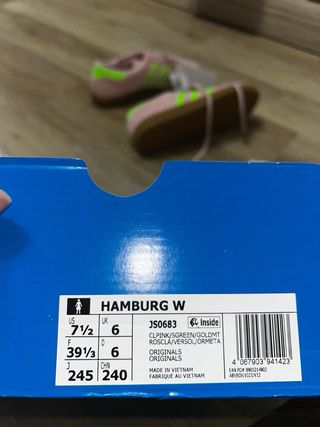 HAMBURG W
US 7½ UK 6
F 39⅓ D 6
J 245 CHN 240
JS0683 Inside
CLPINK/SGREEN/GOLDMT
ROSCLA/VERSOL/ORMETA
ORIGINALS
ORIGINALS
MADE IN VIETNAM
FABRIQUÉ AU VIETNAM
4 067903 941423